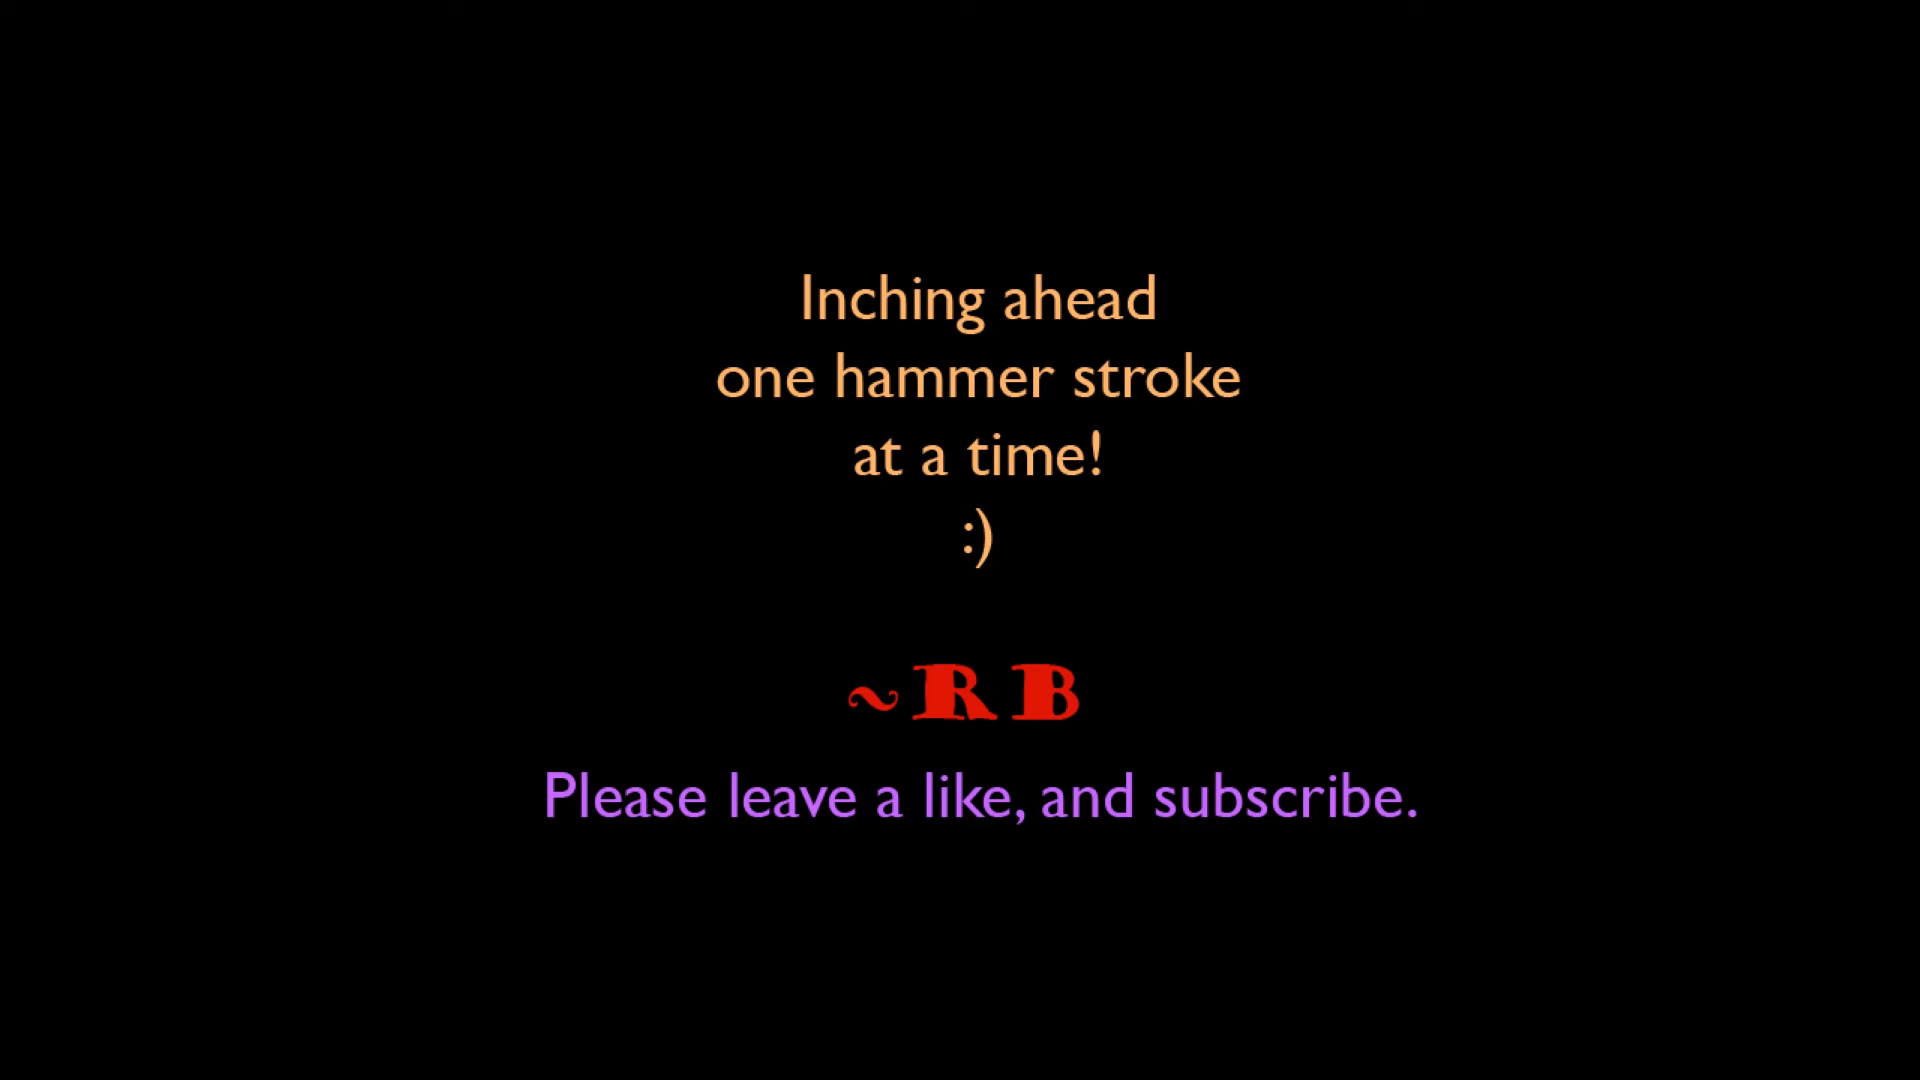 Inching ahead
one hammer stroke
at a time!
:)
~RB
Please leave a like, and subscribe.